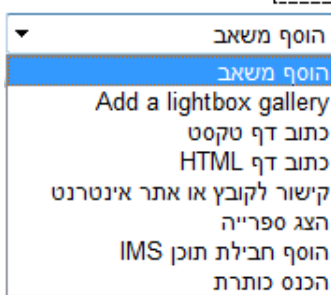 הוסף משאב
הוסף משאב
Add a lightbox gallery
כתוב דף טקסט
כתוב דף HTML
קישור לקובץ או אתר אינטרנט
הצג ספרייה
הוסף חבילת תוכן IMS
הכנס כותרת